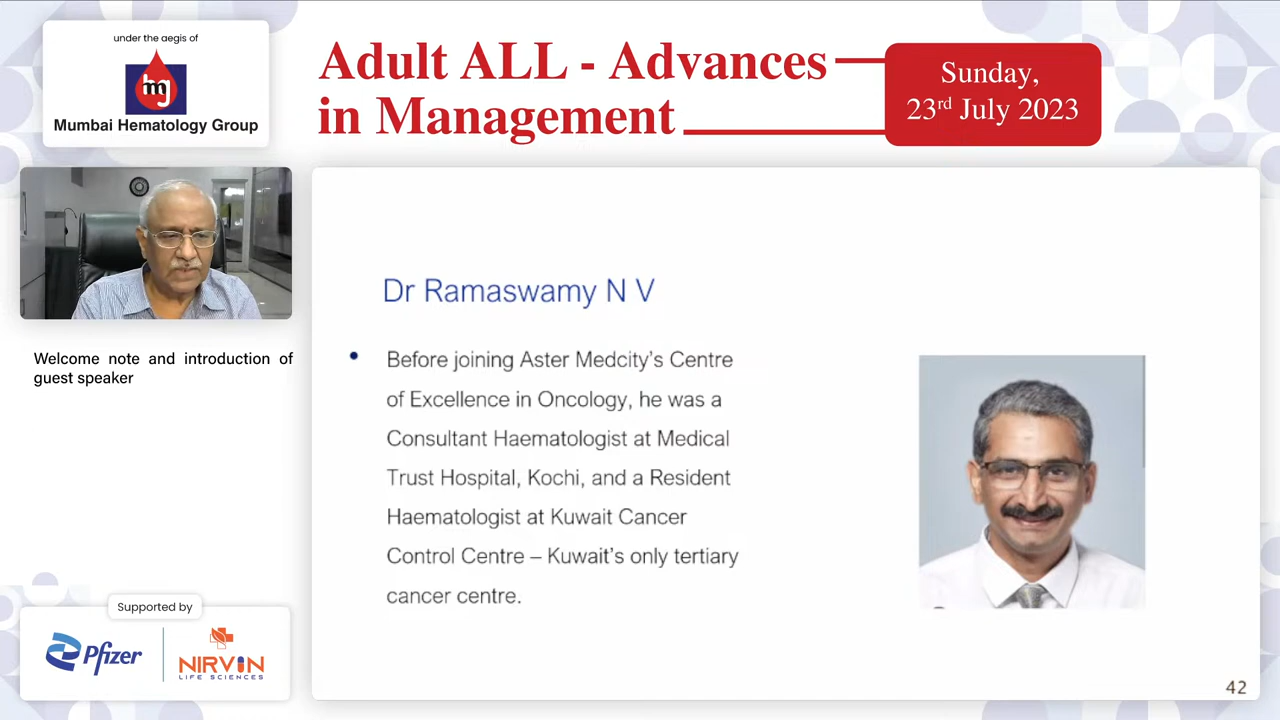 under the aegis of
mj
Mumbai Hematology Group
Adult ALL - Advances
in Management
Sunday,
23rd July 2023
Welcome note and introduction of
guest speaker
Dr Ramaswamy N V
• Before joining Aster Medcity's Centre
of Excellence in Oncology, he was a
Consultant Haematologist at Medical
Trust Hospital, Kochi, and a Resident
Haematologist at Kuwait Cancer
Control Centre – Kuwait's only tertiary
cancer centre.
Supported by
Pfizer
NIRViN
LIFE SCIENCES
42